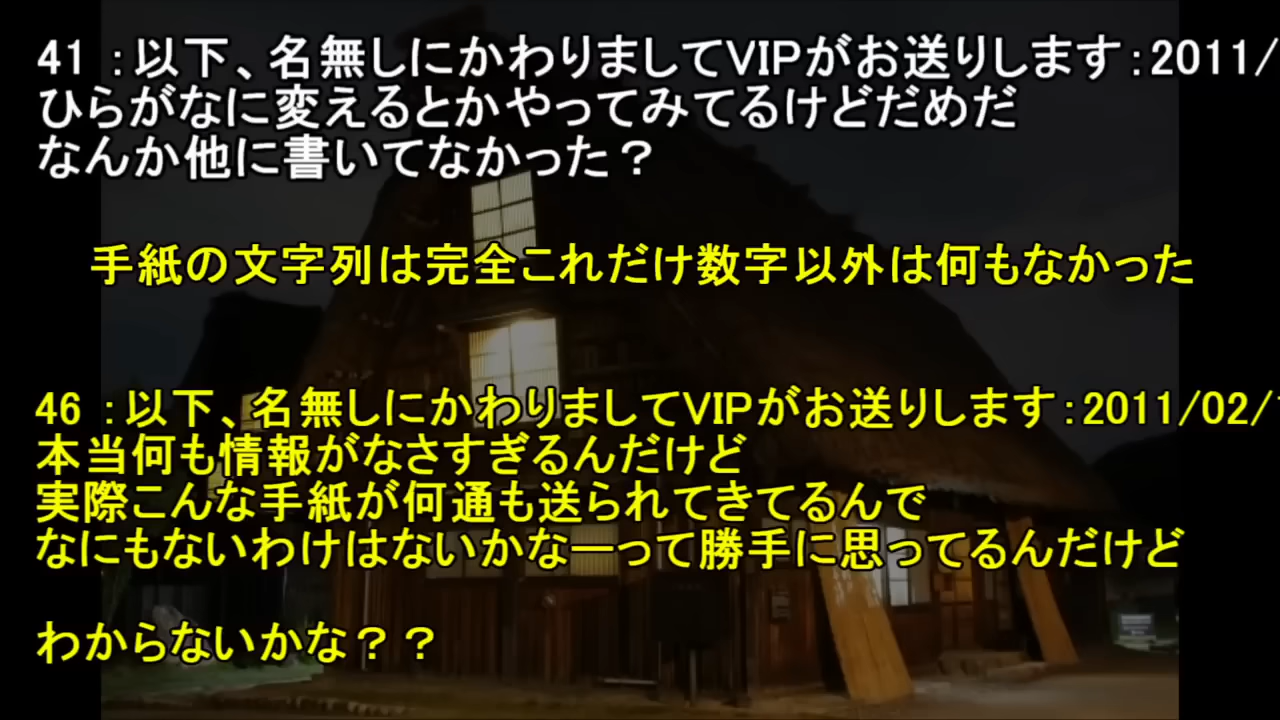 41 :以下、名無しにかわりましてVIPがお送りします:2011/
ひらがなに変えるとかやってみてるけどだめだ
なんか他に書いてなかった?
手紙の文字列は完全これだけ数字以外は何もなかった
46 :以下、名無しにかわりましてVIPがお送りします:2011/02/
本当何も情報がなさすぎるんだけど
実際こんな手紙が何通も送られてきてるんで
なにもないわけはないかな―って勝手に思ってるんだけど
わからないかな??